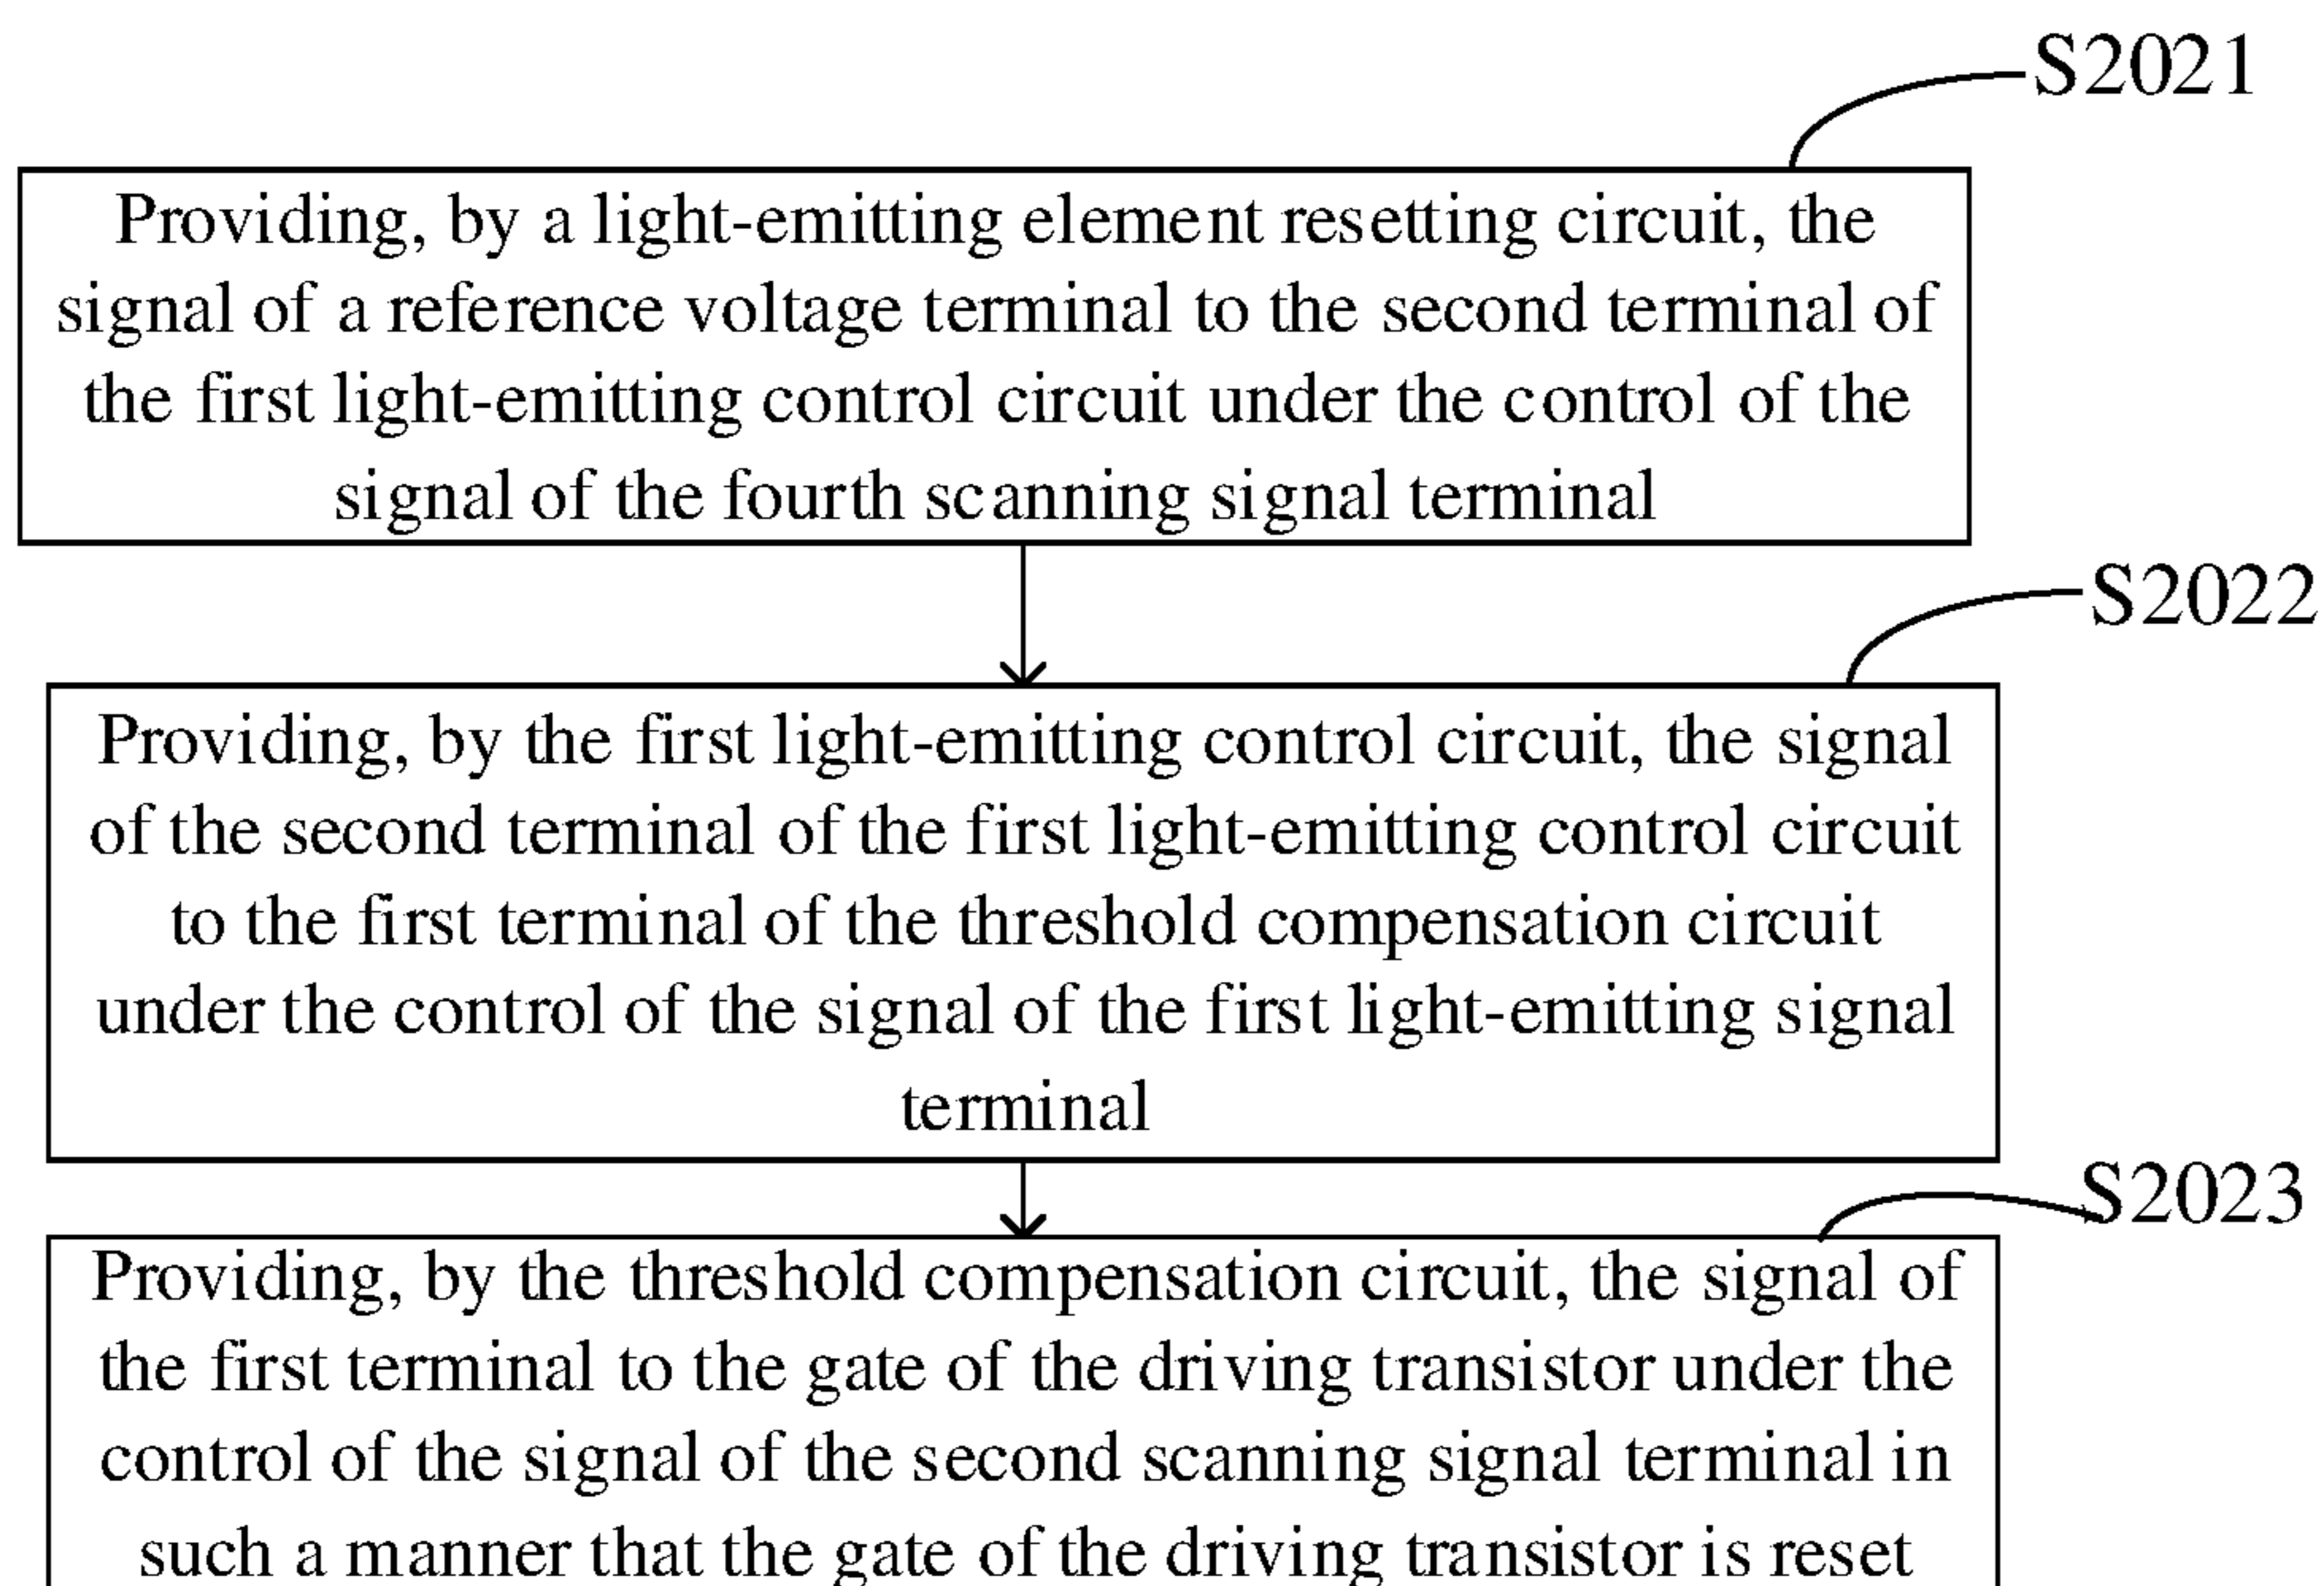 S2021
Providing, by a light-emitting element resetting circuit, the
signal of a reference voltage terminal to the second terminal of
the first light-emitting control circuit under the control of the
signal of the fourth scanning signal terminal
S2022
Providing, by the first light-emitting control circuit, the signal
of the second terminal of the first light-emitting control circuit
to the first terminal of the threshold compensation circuit
under the control of the signal of the first light-emitting signal
terminal
S2023
Providing, by the threshold compensation circuit, the signal of
the first terminal to the gate of the driving transistor under the
control of the signal of the second scanning signal terminal in
such a manner that the gate of the driving transistor is reset